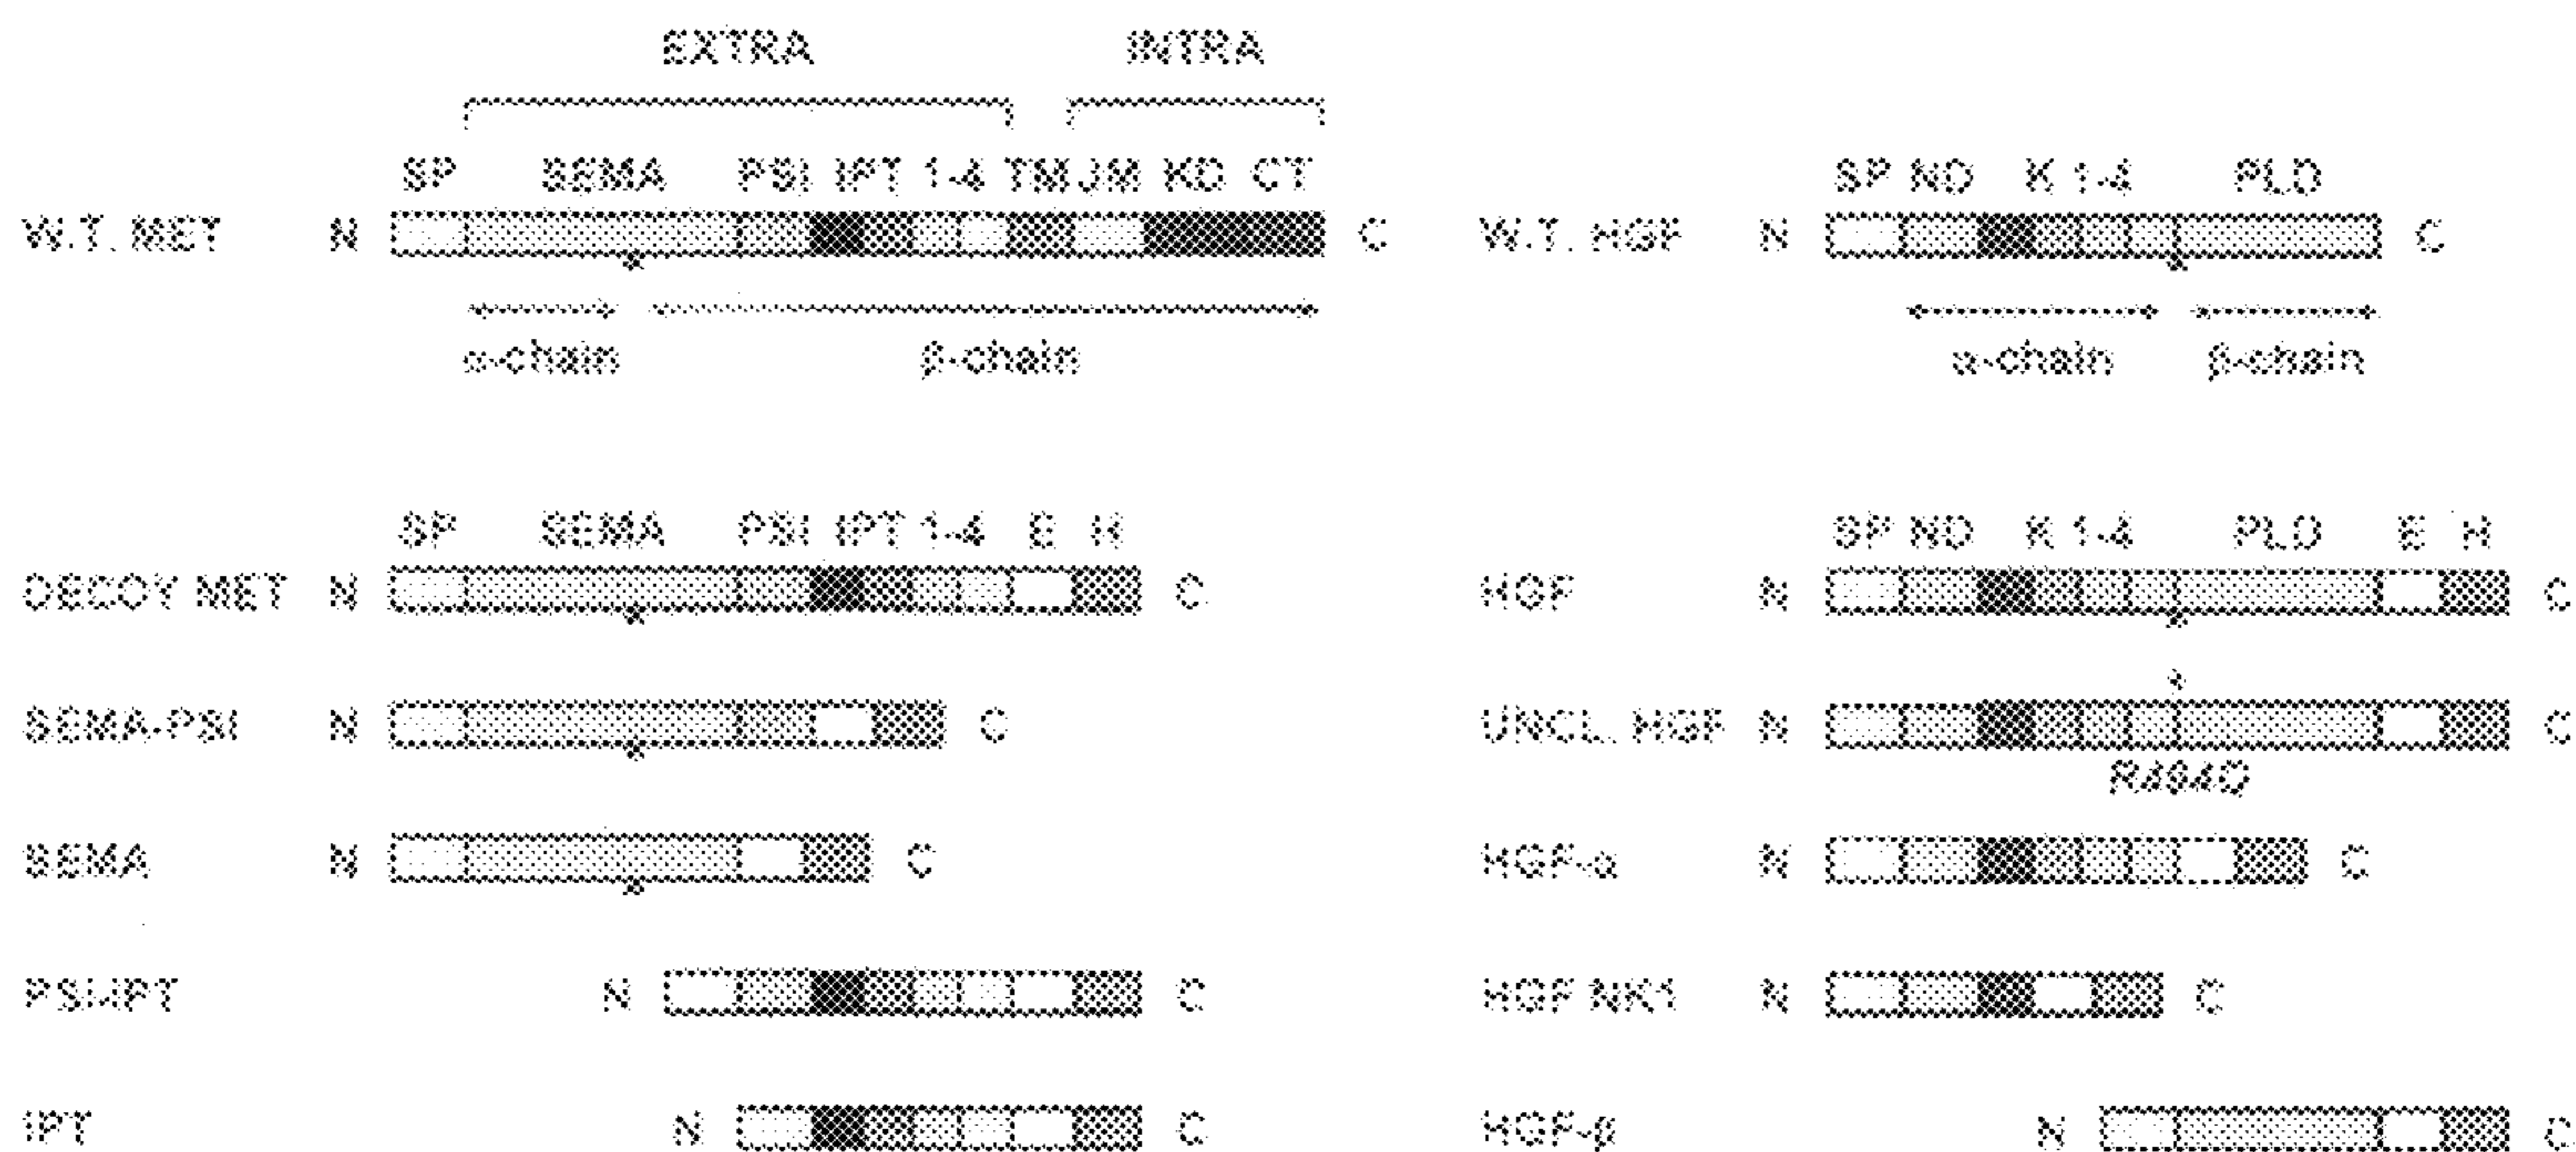 EXTRA INTRA
SP SEMA PSI IPT 1-4 TM JM KD CT SP ND K 1-4 PLD
W.T. MET N C W.T. HGF N C
α-chain β-chain α-chain β-chain
SP SEMA PSI IPT 1-4 E H SP ND K 1-4 PLD E H
DECOY MET N C HGF N C
SEMA-PSI N C UNCL. HGF N C
R494Q
SEMA N C HGF-α N C
PSI-IPT N C HGF NK1 N C
IPT N C HGF-β N C